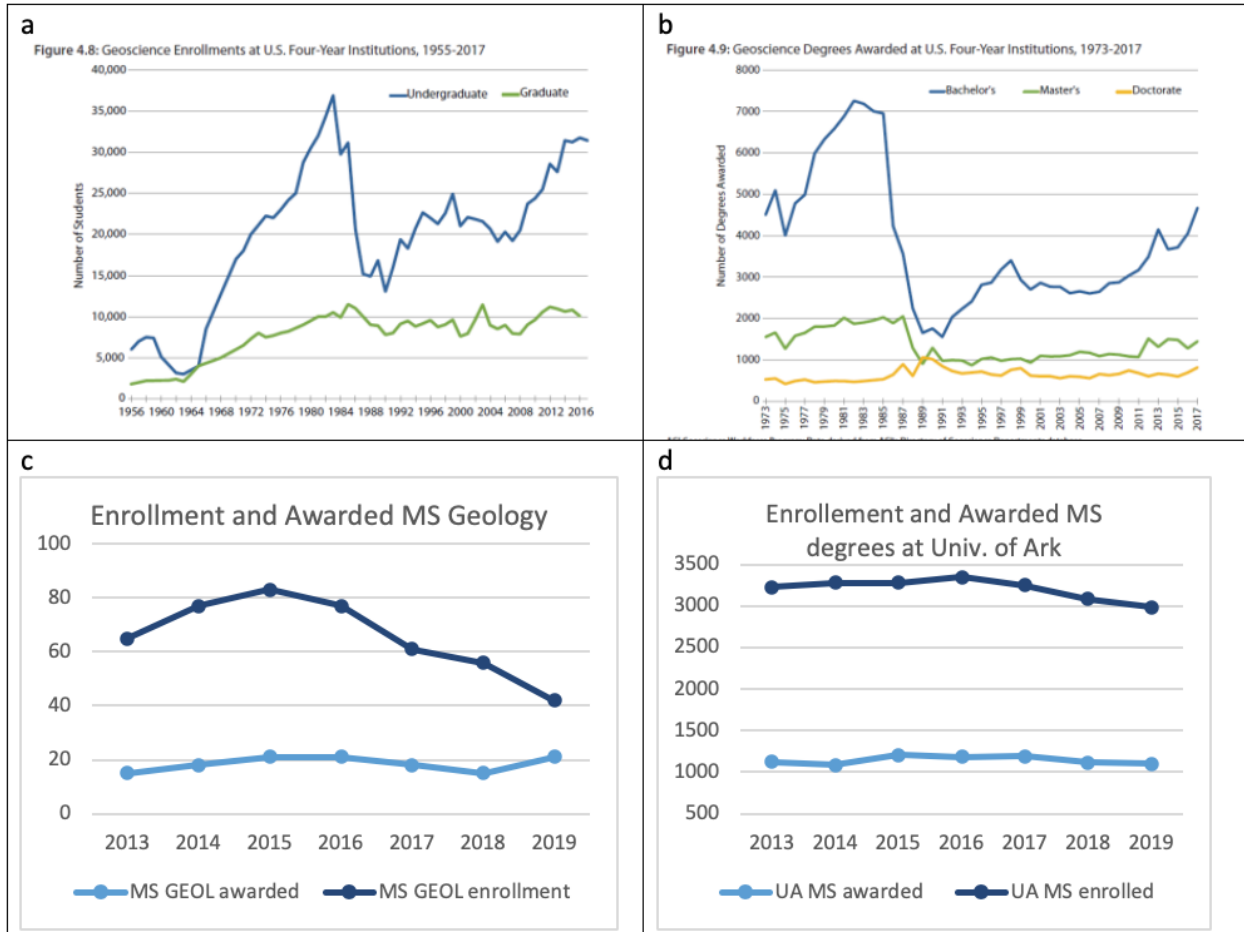 a
Figure 4.8: Geoscience Enrollments at U.S. Four-Year Institutions, 1955-2017
40,000
35,000
30,000
25,000
20,000
15,000
10,000
5,000
0
Number of Students
Undergraduate Graduate
1956 1960 1964 1968 1972 1976 1980 1984 1988 1992 1996 2000 2004 2008 2012 2016
b
Figure 4.9: Geoscience Degrees Awarded at U.S. Four-Year Institutions, 1973-2017
8000
7000
6000
5000
4000
3000
2000
1000
0
Number of Degrees Awarded
Bachelor's Master's Doctorate
1973 1975 1977 1979 1981 1983 1985 1987 1989 1991 1993 1995 1997 1999 2001 2003 2005 2007 2009 2011 2013 2015 2017
c
Enrollment and Awarded MS Geology
100
80
60
40
20
0
2013 2014 2015 2016 2017 2018 2019
MS GEOL awarded MS GEOL enrollment
d
Enrollement and Awarded MS
degrees at Univ. of Ark
3500
3000
2500
2000
1500
1000
500
2013 2014 2015 2016 2017 2018 2019
UA MS awarded UA MS enrolled